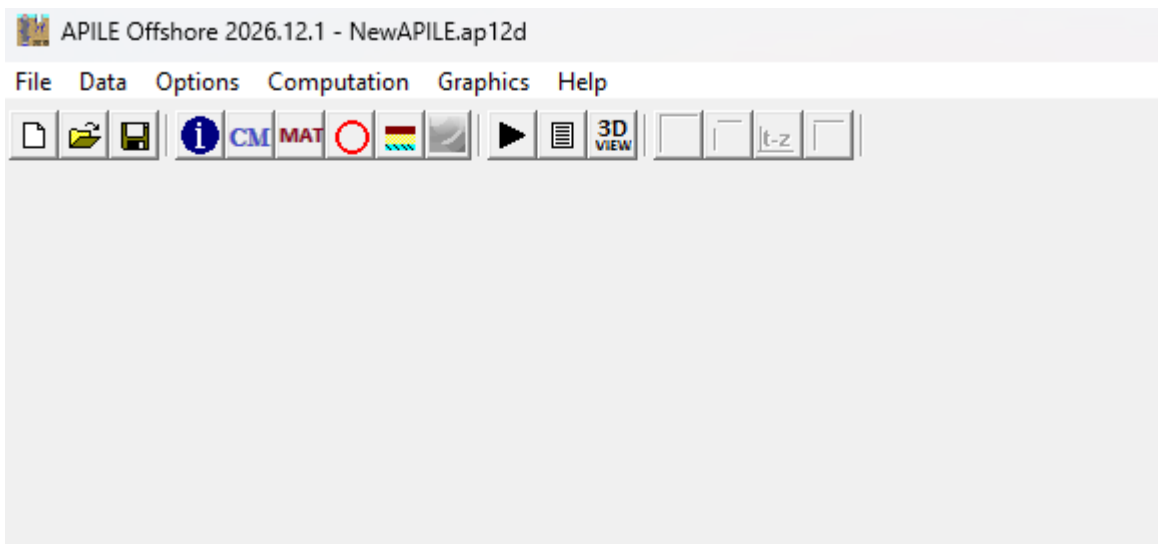 APILE Offshore 2026.12.1 - NewAPILE.ap12d
File Data Options Computation Graphics Help
i CM MAT 3D VIEW t-z